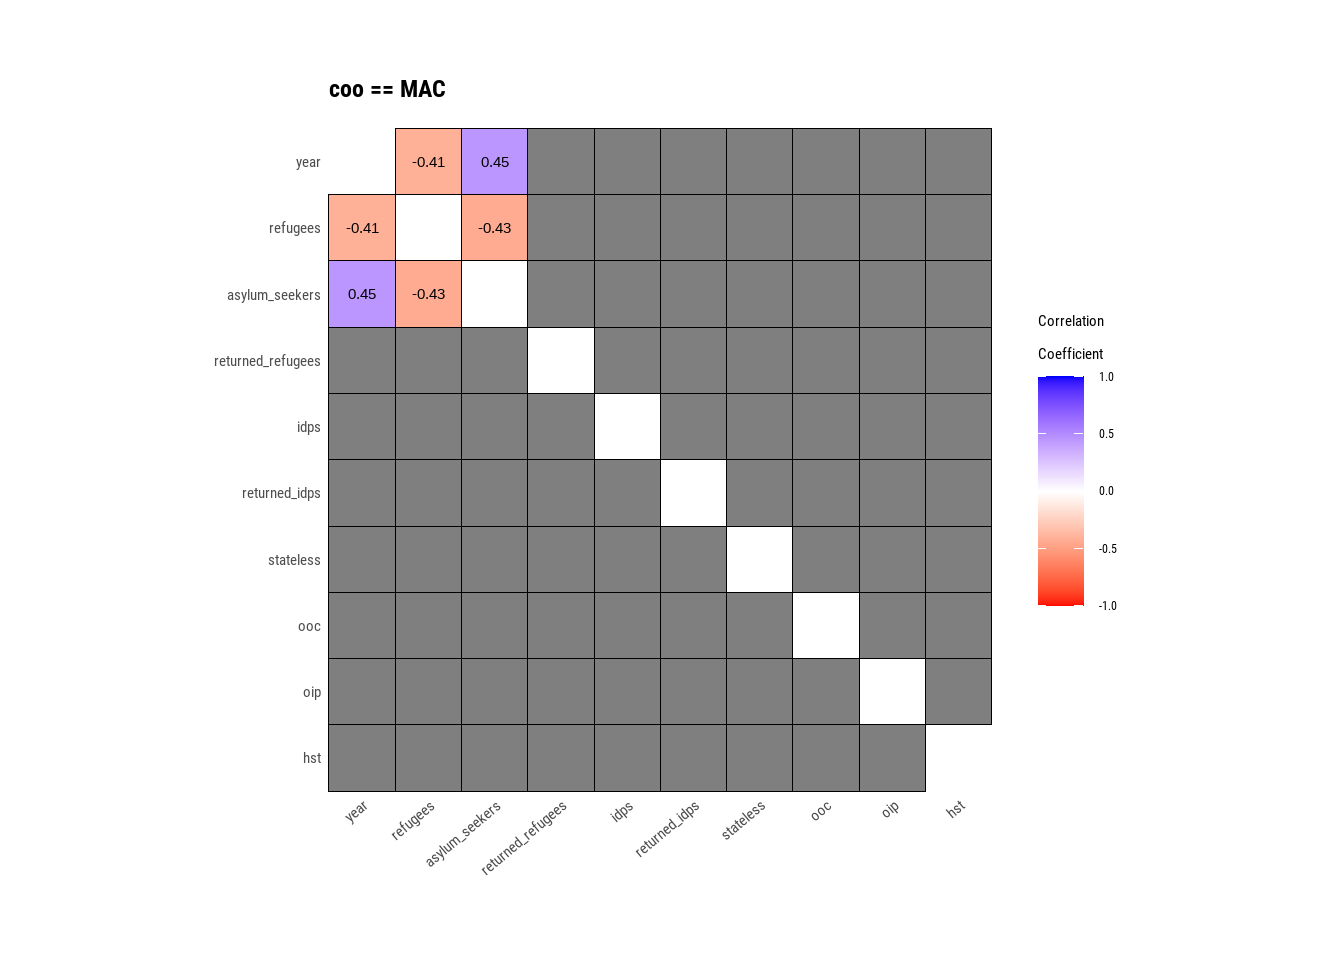 coo == MAC
year
-0.41
0.45
refugees
-0.41
-0.43
asylum_seekers
0.45
-0.43
returned_refugees
idps
returned_idps
stateless
ooc
oip
hst
year
refugees
asylum_seekers
returned_refugees
idps
returned_idps
stateless
ooc
oip
hst
Correlation
Coefficient
1.0
0.5
0.0
-0.5
-1.0